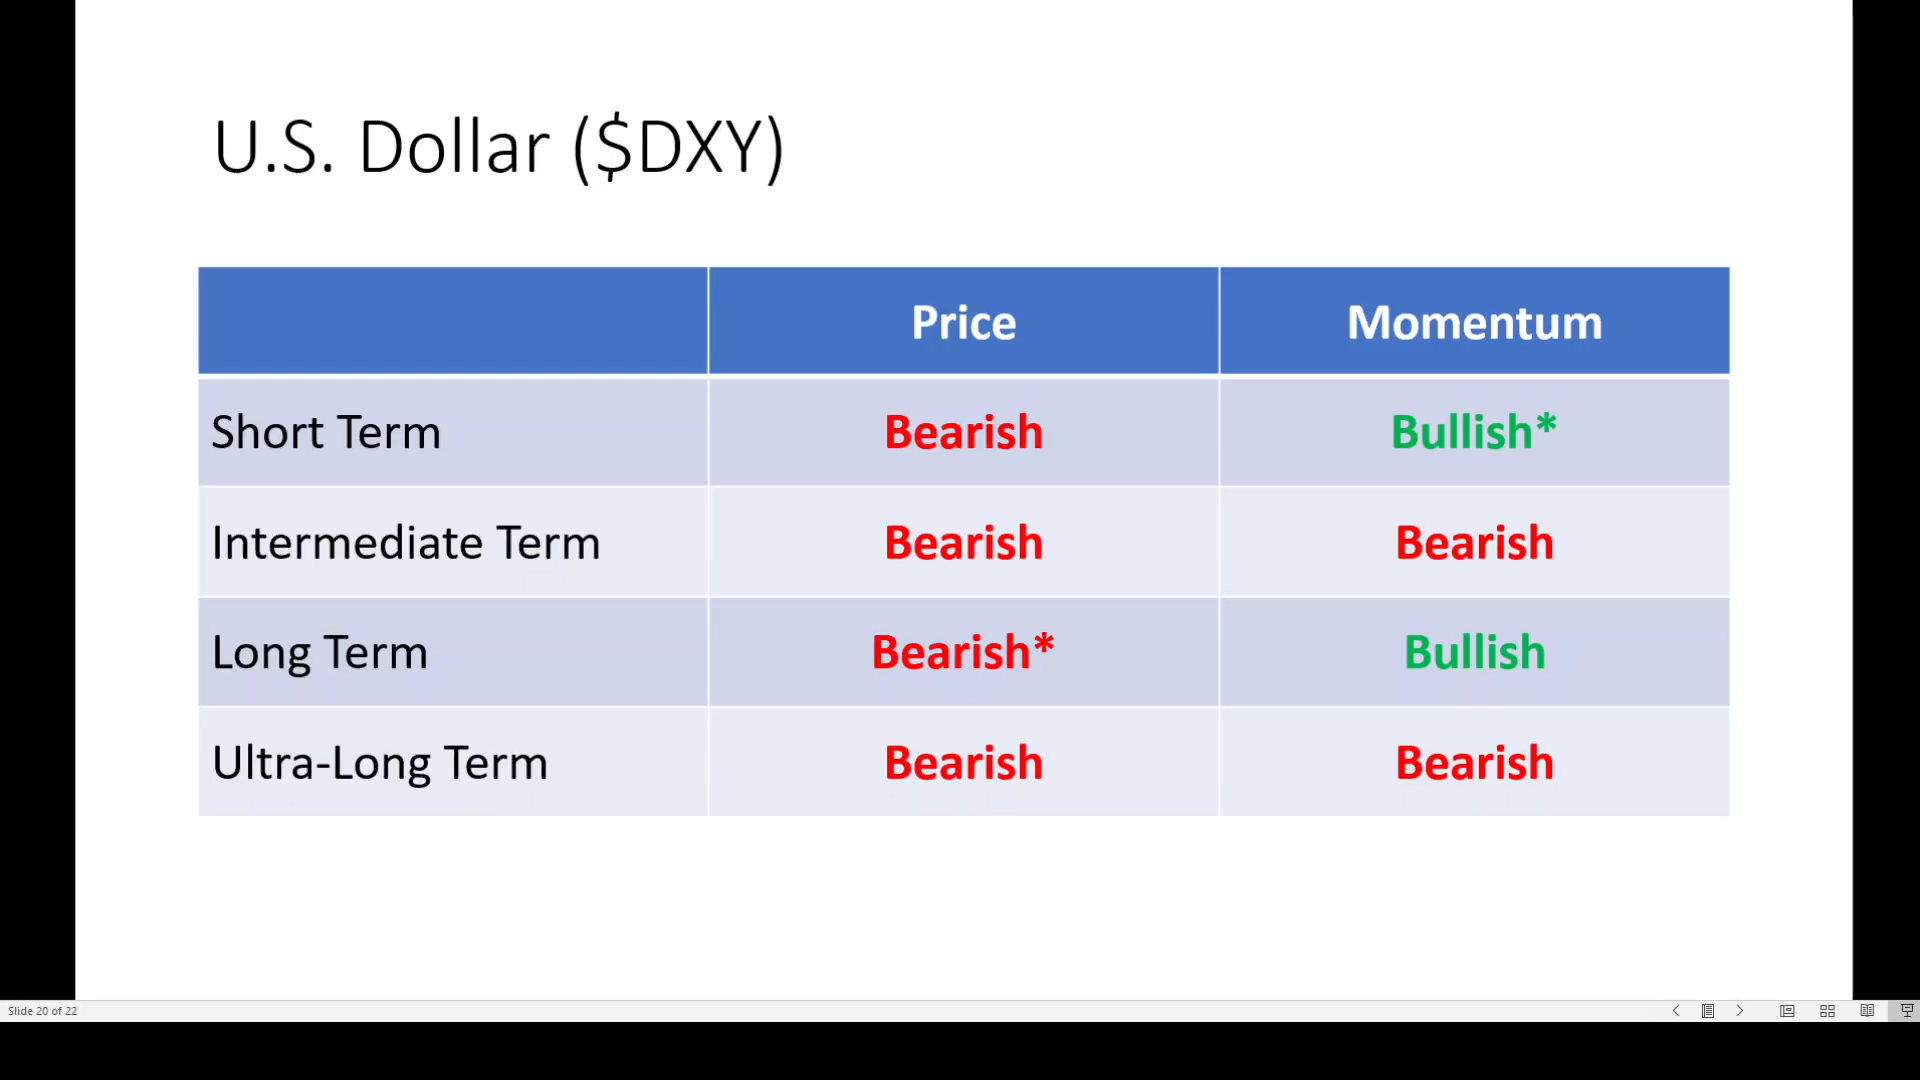 U.S. Dollar ($DXY)
Price Momentum
Short Term Bearish Bullish*
Intermediate Term Bearish Bearish
Long Term Bearish* Bullish
Ultra-Long Term Bearish Bearish
Slide 20 of 22